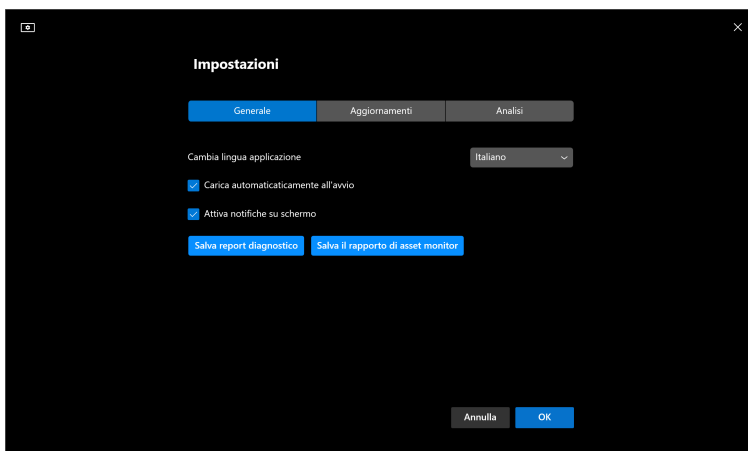 Impostazioni
Generale Aggiornamenti Analisi
Cambia lingua applicazione Italiano
Carica automaticaticamente all'avvio
Attiva notifiche su schermo
Salva report diagnostico Salva il rapporto di asset monitor
Annulla OK